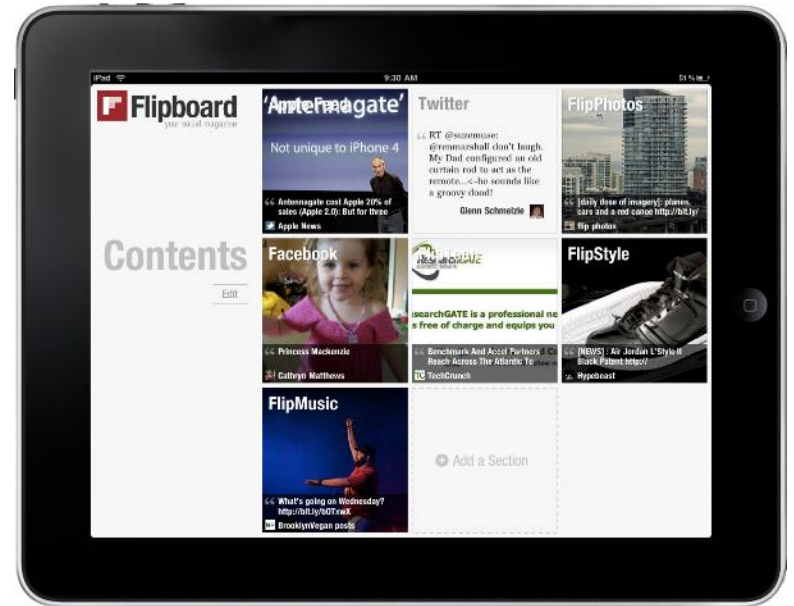 iPad
9:30 AM
51%
Flipboard
your social magazine
Contents
Edit
Apple Feed
'Antennagate'
Not unique to iPhone 4
Antennagate cost Apple 20% of
sales (Apple 2.0): But for three
Apple News
Twitter
RT @suzemuse:
@renmarshall don't laugh.
My Dad configured an old
curtain rod to act as the
remote...<-he sounds like
a groovy dood!
Glenn Schmelzle
FlipPhotos
[daily dose of imagery]: planes,
cars and a red canoe http://bit.ly/
flip photos
Facebook
Princess Mackenzie
Cathryn Matthews
ResearchGATE
esearchGATE is a professional ne
s free of charge and equips you
Benchmark And Accel Partners
Reach Across The Atlantic To
TC
TechCrunch
FlipStyle
[NEWS] : Air Jordan L'Style II
Black Patent http://
Hypebeast
FlipMusic
What's going on Wednesday?
http://bit.ly/bOTxwX
BrooklynVegan posts
Add a Section